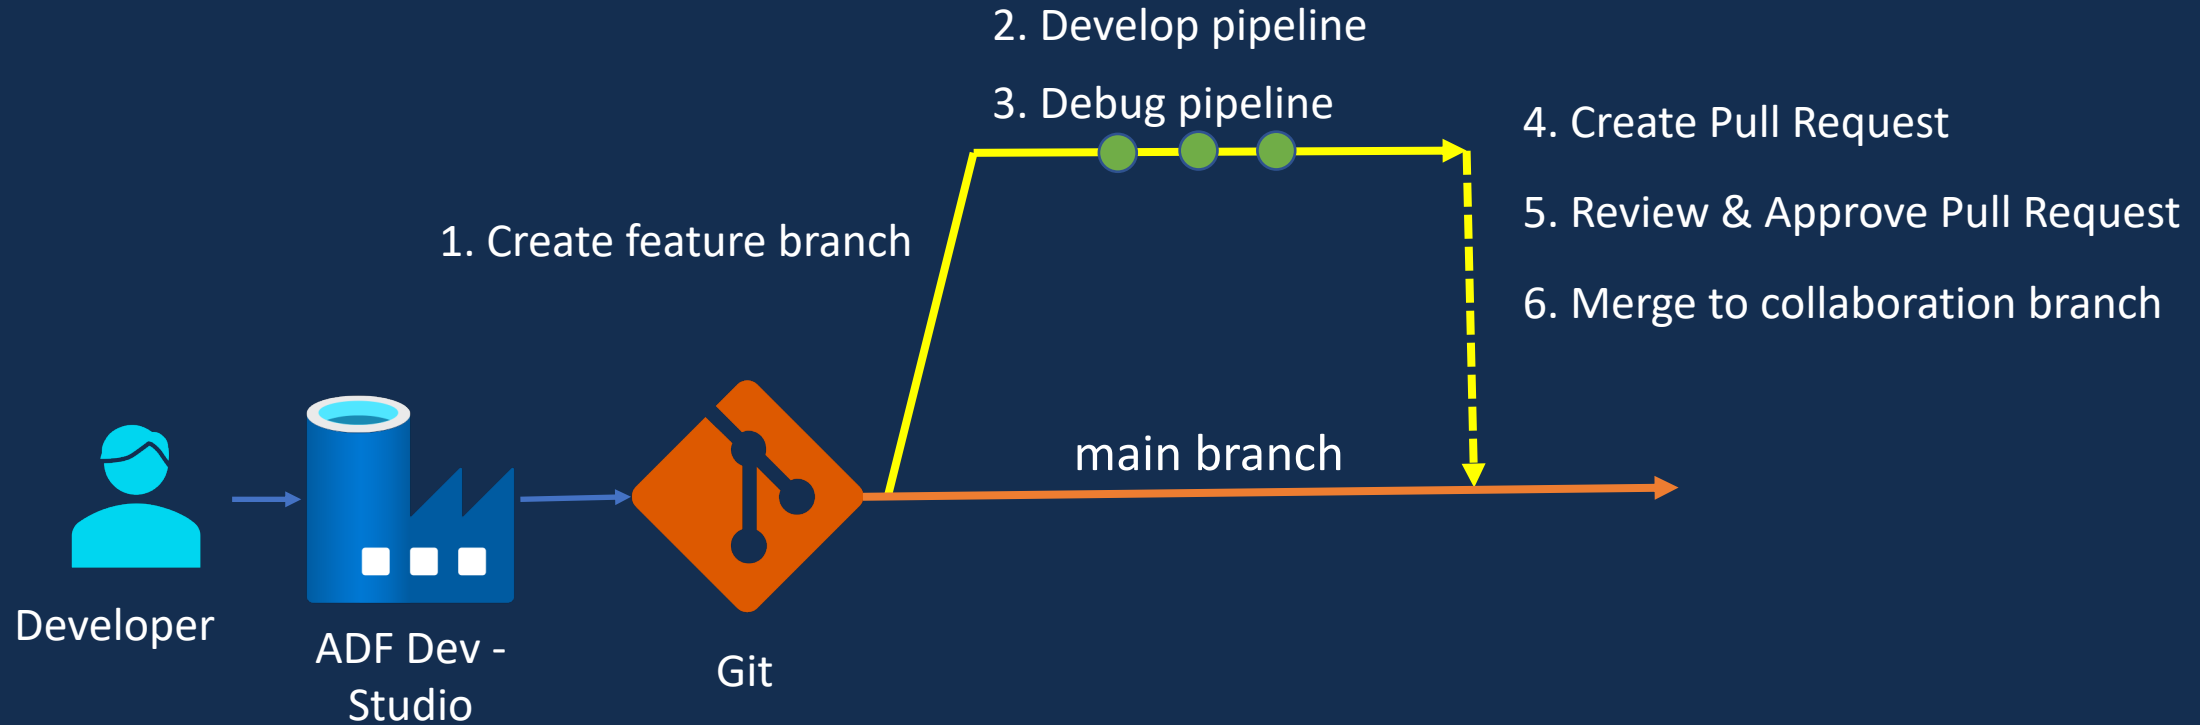 2. Develop pipeline
3. Debug pipeline
4. Create Pull Request
5. Review & Approve Pull Request
6. Merge to collaboration branch
1. Create feature branch
main branch
Developer
ADF Dev -
Studio
Git